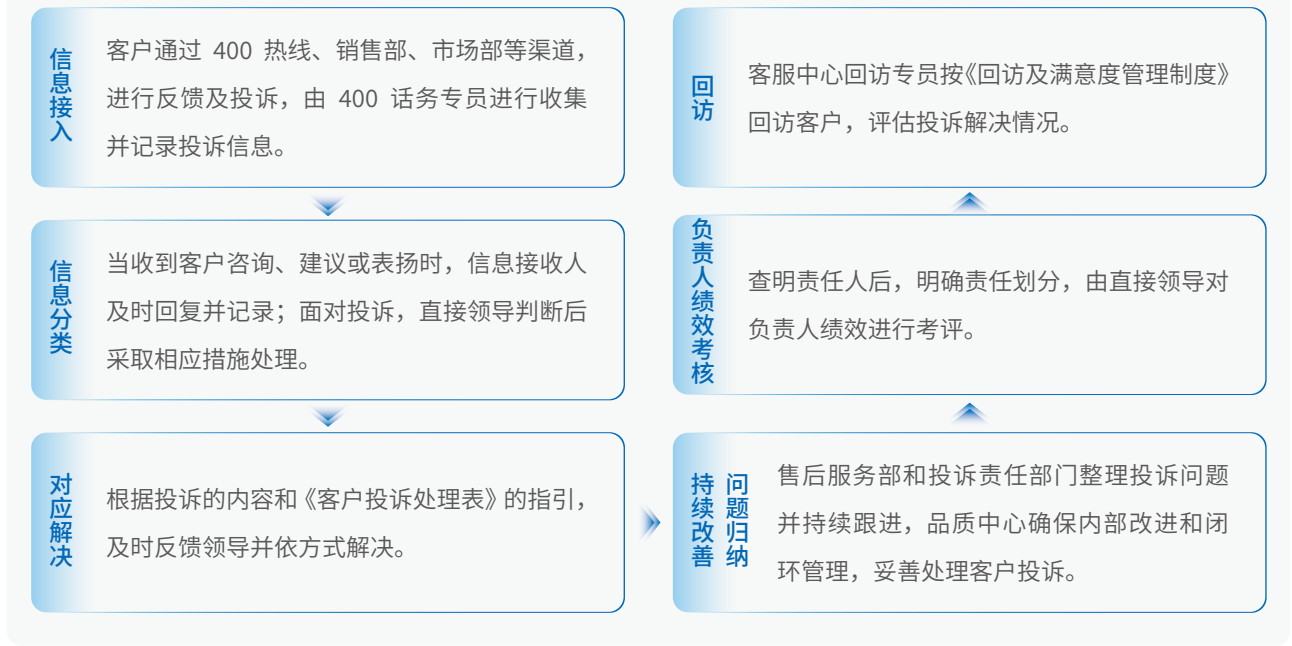 信息接入
客户通过 400 热线、销售部、市场部等渠道，
进行反馈及投诉，由 400 话务专员进行收集
并记录投诉信息。
信息分类
当收到客户咨询、建议或表扬时，信息接收人
及时回复并记录；面对投诉，直接领导判断后
采取相应措施处理。
对应解决
根据投诉的内容和《客户投诉处理表》的指引，
及时反馈领导并依方式解决。
问题归纳
持续改善
售后服务部和投诉责任部门整理投诉问题
并持续跟进，品质中心确保内部改进和闭
环管理，妥善处理客户投诉。
负责人绩效考核
查明责任人后，明确责任划分，由直接领导对
负责人绩效进行考评。
回访
客服中心回访专员按《回访及满意度管理制度》
回访客户，评估投诉解决情况。